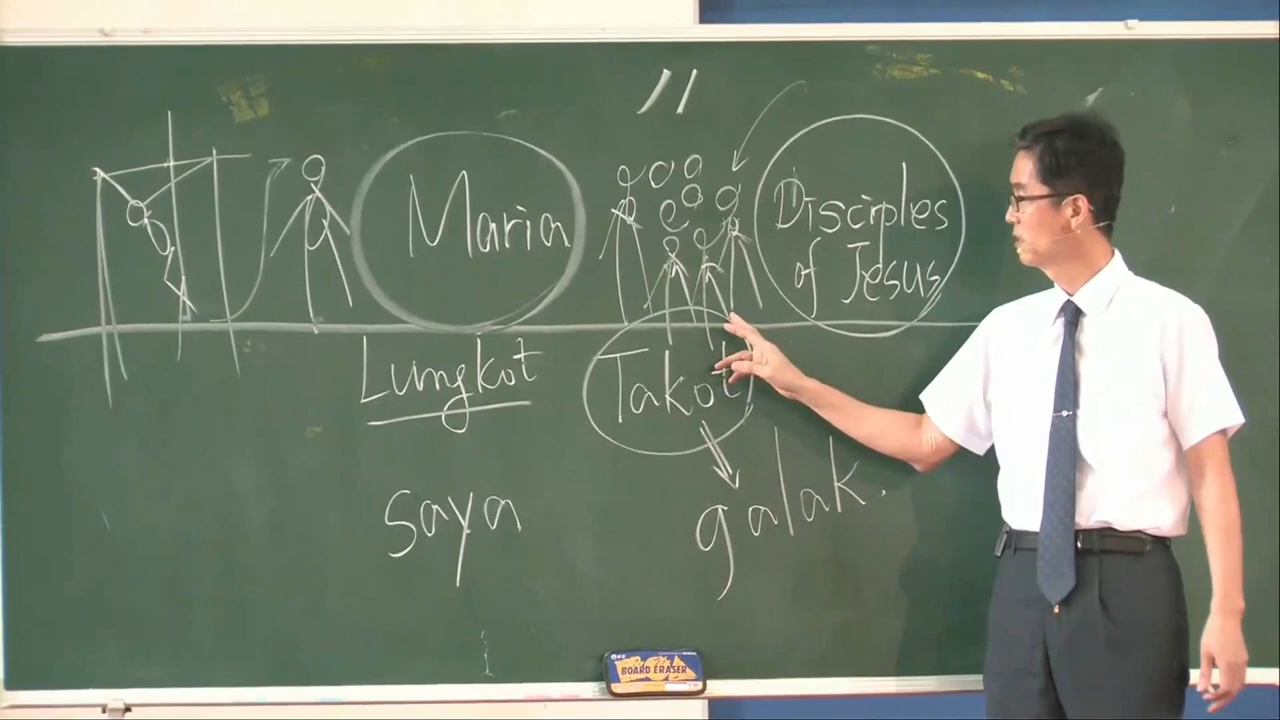 Maria
Disciples
of Jesus
Lungkot
Takot
saya
galak.
BOARD ERASER